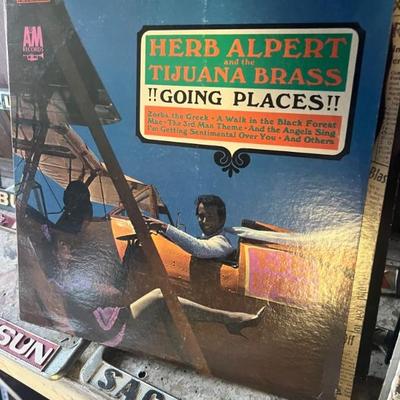 A&M
RECORDS
HERB ALPERT
and the
TIJUANA BRASS
!!GOING PLACES!!
Zorba the Greek • A Walk in the Black Forest
Mae • The 3rd Man Theme • And the Angels Sing
I'm Getting Sentimental Over You • And Others
SUN
SAC